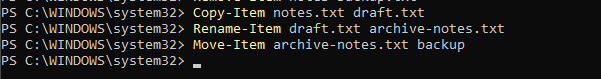 PS C:\WINDOWS\system32> Copy-Item notes.txt draft.txt
PS C:\WINDOWS\system32> Rename-Item draft.txt archive-notes.txt
PS C:\WINDOWS\system32> Move-Item archive-notes.txt backup
PS C:\WINDOWS\system32> _